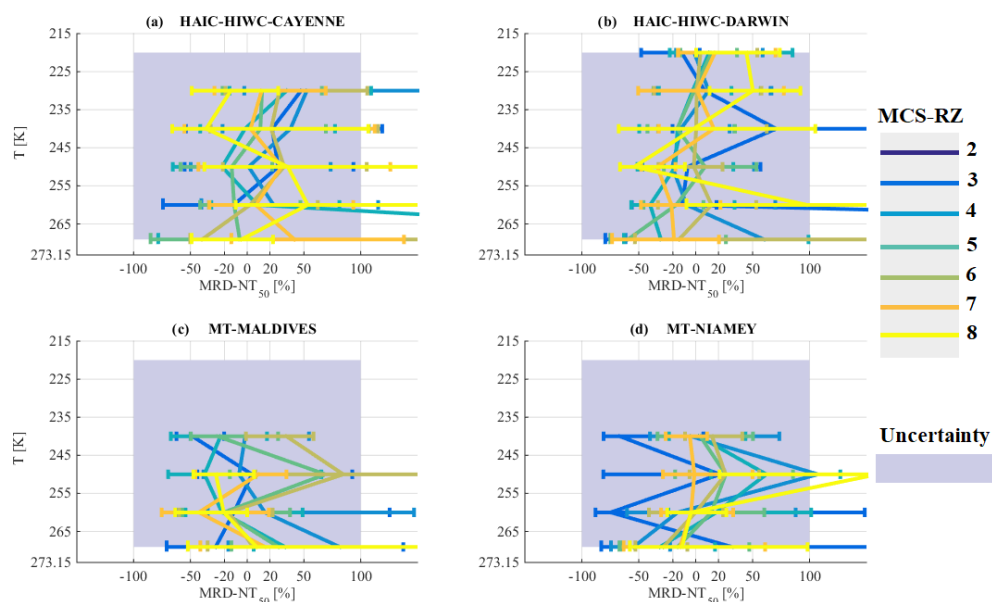 (a) HAIC-HIWC-CAYENNE
215
225
235
245
255
265
273.15
T [K]
-100 -50 -20 0 20 50 100
MRD-NT50 [%]
(b) HAIC-HIWC-DARWIN
215
225
235
245
255
265
273.15
-100 -50 -20 0 20 50 100
MRD-NT50 [%]
MCS-RZ
2
3
4
5
6
7
8
Uncertainty
(c) MT-MALDIVES
215
225
235
245
255
265
273.15
T [K]
-100 -50 -20 0 20 50 100
MRD-NT50 [%]
(d) MT-NIAMEY
215
225
235
245
255
265
273.15
-100 -50 -20 0 20 50 100
MRD-NT50 [%]